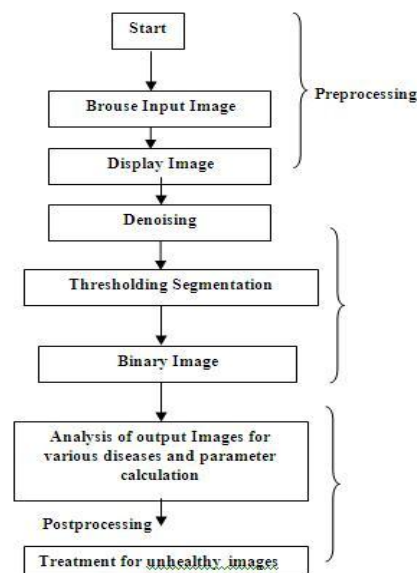 Start
Brouse Input Image
Preprocessing
Display Image
Denoising
Thresholding Segmentation
Binary Image
Analysis of output Images for
various diseases and parameter
calculation
Postprocessing
Treatment for unhealthy images